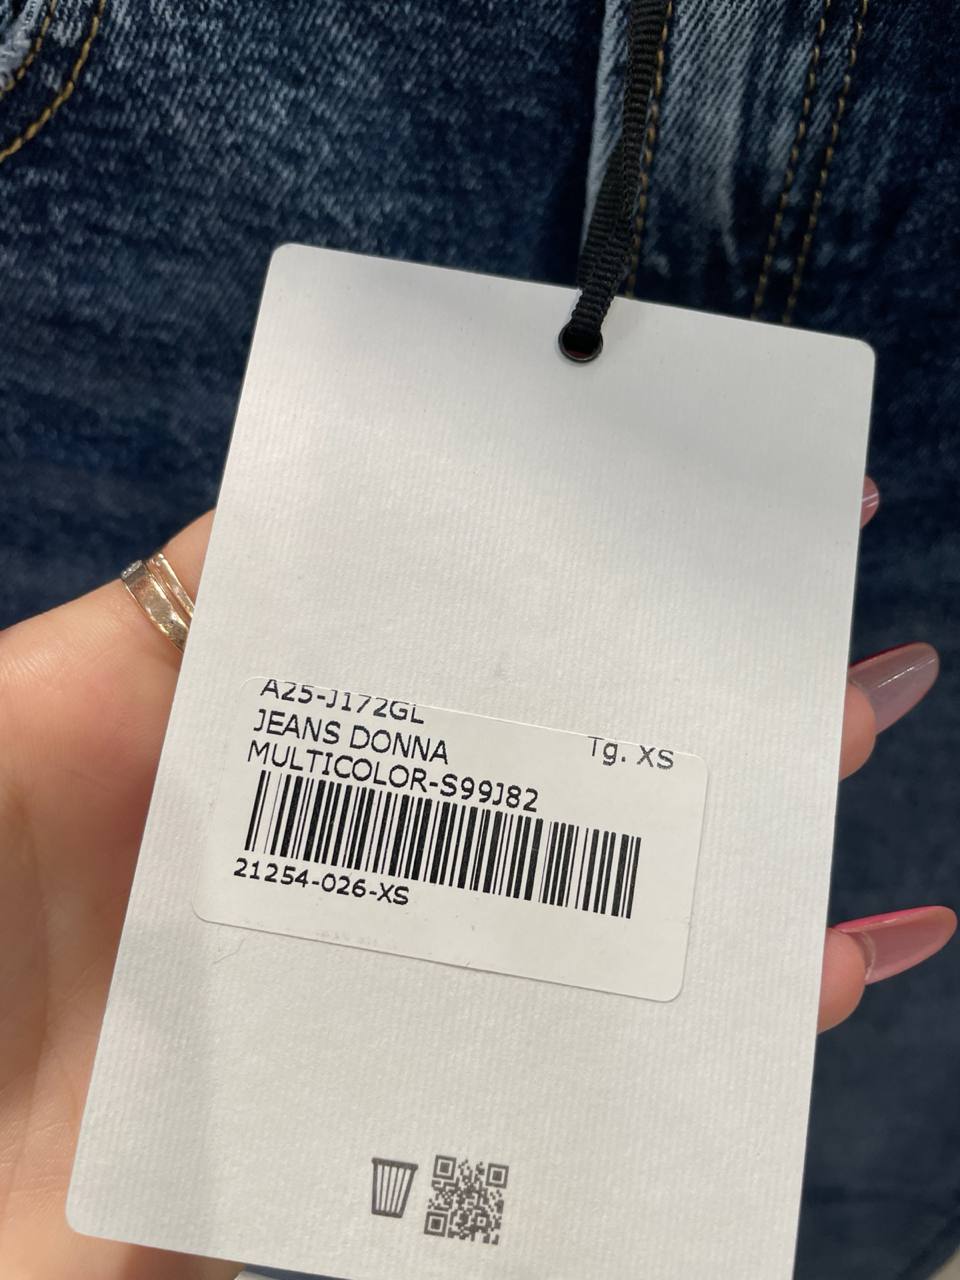 A25-J172GL
JEANS DONNA
Tg. XS
MULTICOLOR-S99J82
21254-026-XS